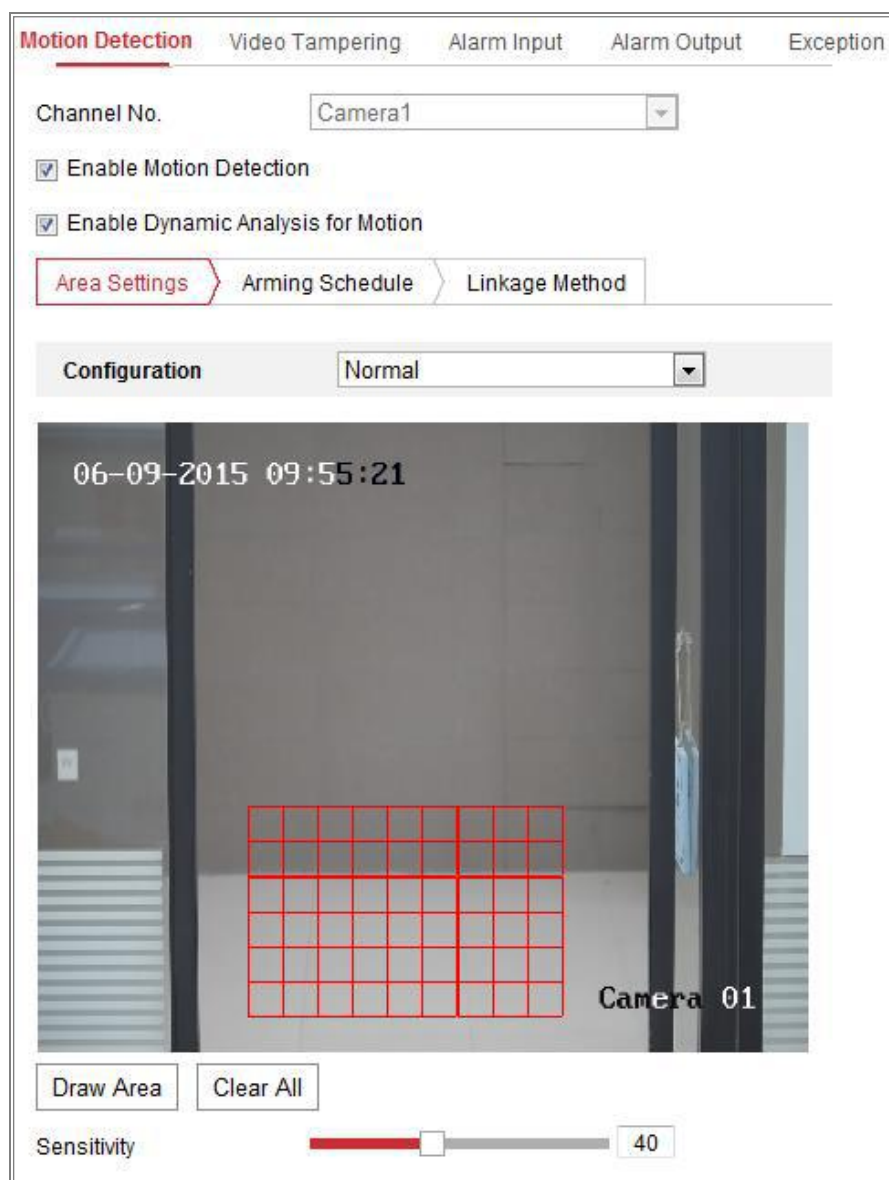 Motion Detection Video Tampering Alarm Input Alarm Output Exception
Channel No. Camera1
Enable Motion Detection
Enable Dynamic Analysis for Motion
Area Settings Arming Schedule Linkage Method
Configuration Normal
06-09-2015 09:55:21
Camera 01
Draw Area Clear All
Sensitivity 40